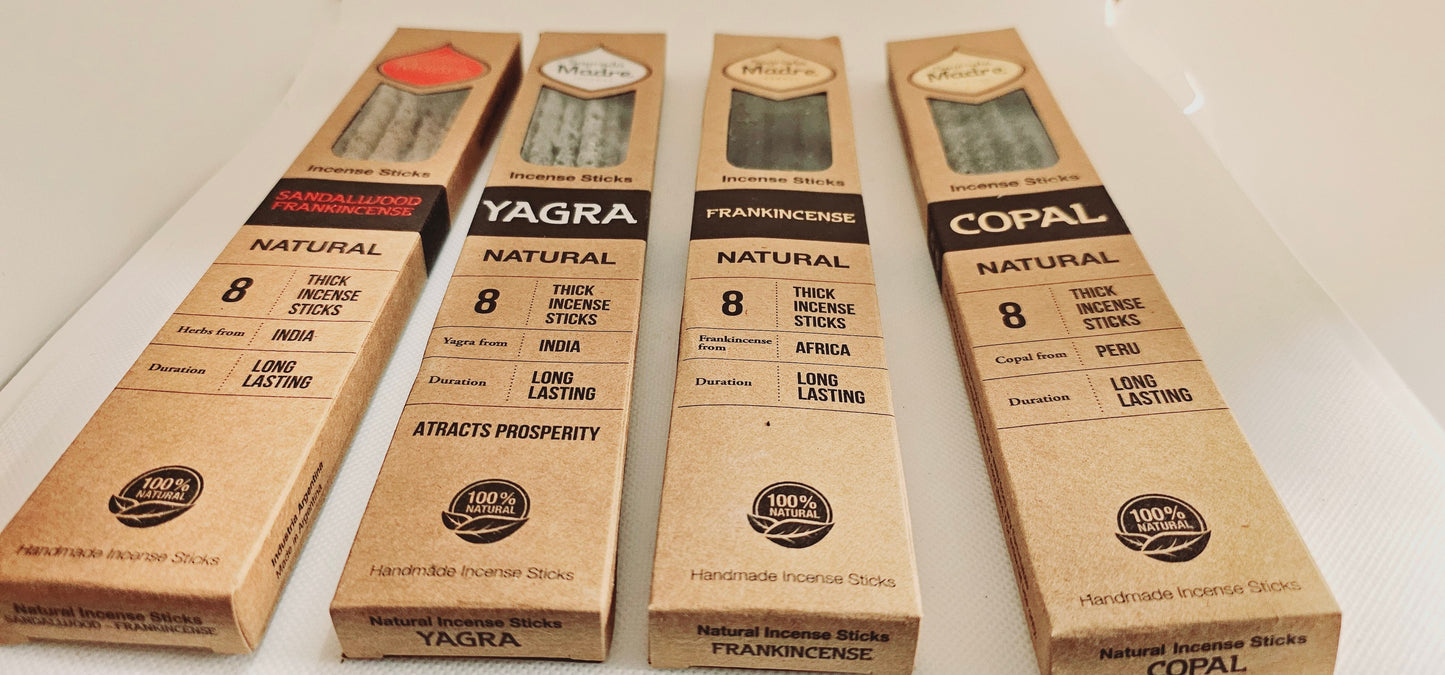 Incense Sticks
SANDALWOOD
FRANKINCENSE
NATURAL
8
THICK
INCENSE
STICKS
Herbs from
INDIA
Duration
LONG
LASTING
100%
NATURAL
Handmade Incense Sticks
Industria Argentina
Made in Argentina
Natural Incense Sticks
SANDALWOOD - FRANKINCENSE
Sagrada
Madre
Incense Sticks
YAGRA
NATURAL
8
THICK
INCENSE
STICKS
Yagra from
INDIA
Duration
LONG
LASTING
ATRACTS PROSPERITY
100%
NATURAL
Handmade Incense Sticks
Natural Incense Sticks
YAGRA
Sagrada
Madre
Incense Sticks
FRANKINCENSE
NATURAL
8
THICK
INCENSE
STICKS
Frankincense
from
AFRICA
Duration
LONG
LASTING
100%
NATURAL
Handmade Incense Sticks
Natural Incense Sticks
FRANKINCENSE
Sagrada
Madre
Incense Sticks
COPAL
NATURAL
8
THICK
INCENSE
STICKS
Copal from
PERU
Duration
LONG
LASTING
100%
NATURAL
Handmade Incense Sticks
Natural Incense Sticks
COPAL